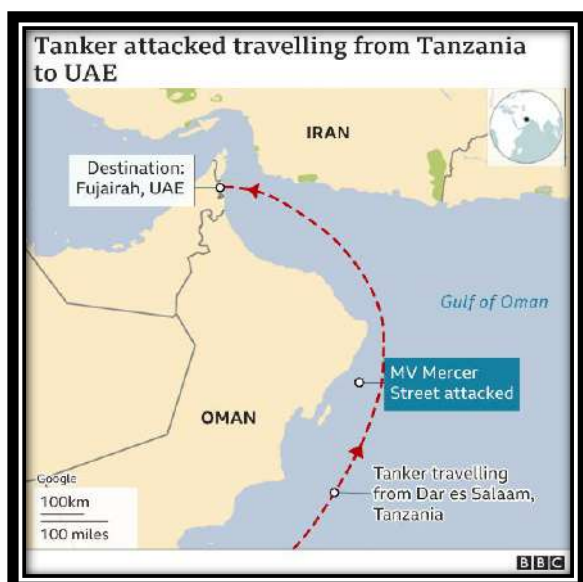 Tanker attacked travelling from Tanzania
to UAE
IRAN
Destination:
Fujairah, UAE
Gulf of Oman
MV Mercer
Street attacked
OMAN
Tanker travelling
from Dar es Salaam,
Tanzania
Google
100km
100 miles
BBC